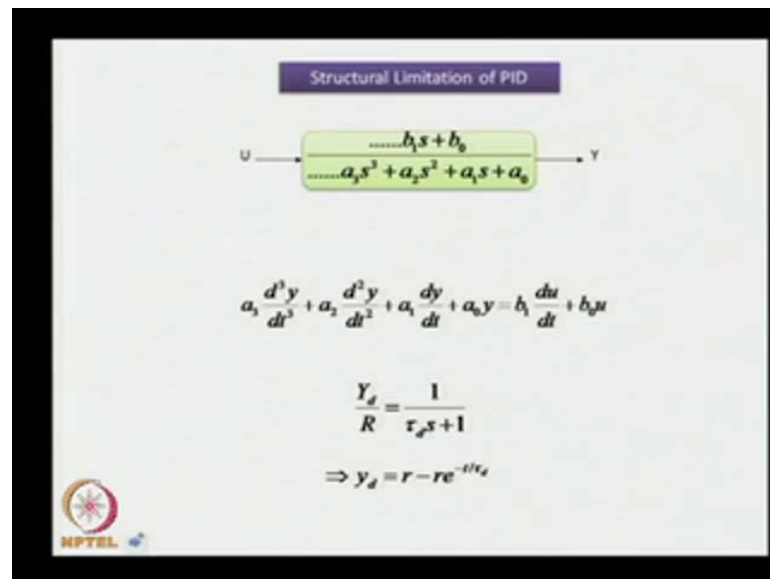 Structural Limitation of PID
U ......b₁s + b₀ Y
......a₃s³ + a₂s² + a₁s + a₀
a₃ d³y/dt³ + a₂ d²y/dt² + a₁ dy/dt + a₀y = b₁ du/dt + b₀u
Y_d/R = 1/(τ_d s + 1)
⇒ y_d = r − re^(−t/τ_d)
NPTEL